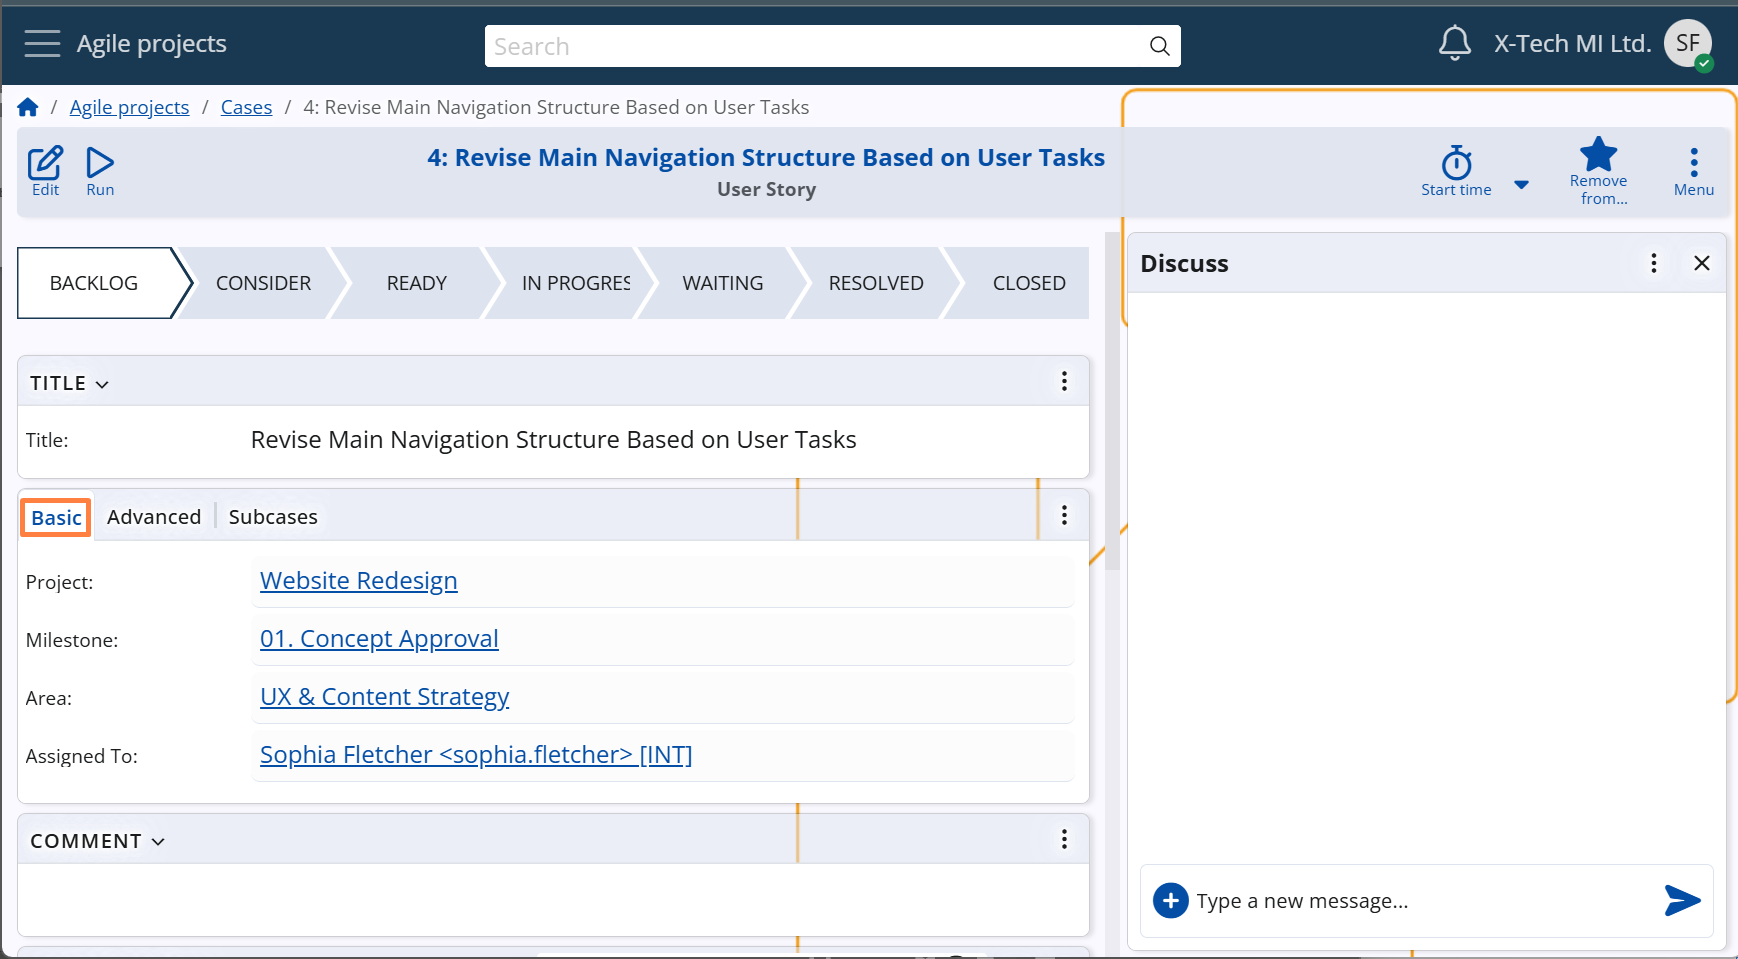 Agile projects
Search
X-Tech MI Ltd.
SF
/ Agile projects / Cases / 4: Revise Main Navigation Structure Based on User Tasks
Edit
Run
4: Revise Main Navigation Structure Based on User Tasks
User Story
Start time
Remove
from...
Menu
BACKLOG
CONSIDER
READY
IN PROGRES
WAITING
RESOLVED
CLOSED
Discuss
TITLE
Title:
Revise Main Navigation Structure Based on User Tasks
Basic
Advanced
Subcases
Project:
Website Redesign
Milestone:
01. Concept Approval
Area:
UX & Content Strategy
Assigned To:
Sophia Fletcher <sophia.fletcher> [INT]
COMMENT
Type a new message...